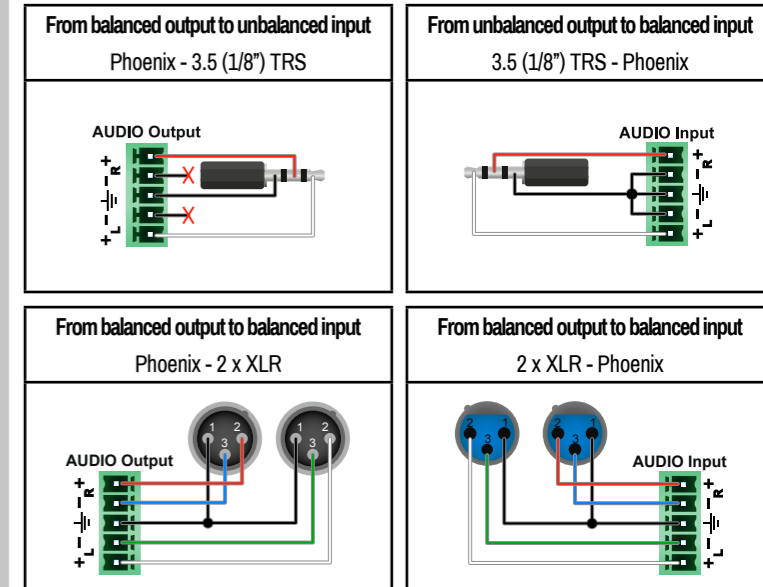 From balanced output to unbalanced input
Phoenix - 3.5 (1/8”) TRS
AUDIO Output
+
R
–
–
L
+
From unbalanced output to balanced input
3.5 (1/8”) TRS - Phoenix
AUDIO Input
+
R
–
–
L
+
From balanced output to balanced input
Phoenix - 2 x XLR
1 2
3
1 2
3
AUDIO Output
+
R
–
–
L
+
From balanced output to balanced input
2 x XLR - Phoenix
2 1
3
2 1
3
AUDIO Input
+
R
–
–
L
+